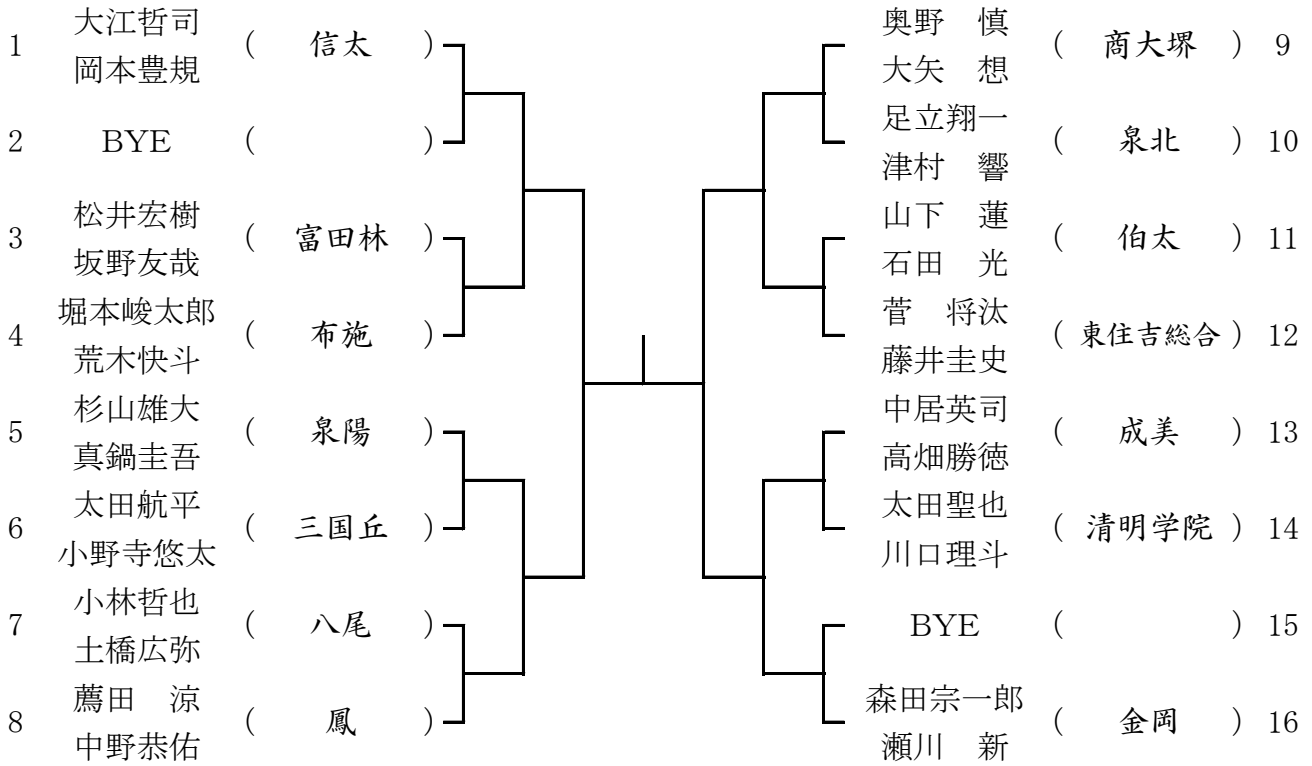 大江哲司
1 ( 信太 )
岡本豊規
2 BYE ( )
松井宏樹
3 ( 富田林 )
坂野友哉
堀本峻太郎
4 ( 布施 )
荒木快斗
杉山雄大
5 ( 泉陽 )
真鍋圭吾
太田航平
6 ( 三国丘 )
小野寺悠太
小林哲也
7 ( 八尾 )
土橋広弥
薦田 涼
8 ( 鳳 )
中野恭佑
奥野 慎
( 商大堺 ) 9
大矢 想
足立翔一
( 泉北 ) 10
津村 響
山下 蓮
( 伯太 ) 11
石田 光
菅 将汰
( 東住吉総合 ) 12
藤井圭史
中居英司
( 成美 ) 13
高畑勝徳
太田聖也
( 清明学院 ) 14
川口理斗
BYE ( ) 15
森田宗一郎
( 金岡 ) 16
瀬川 新